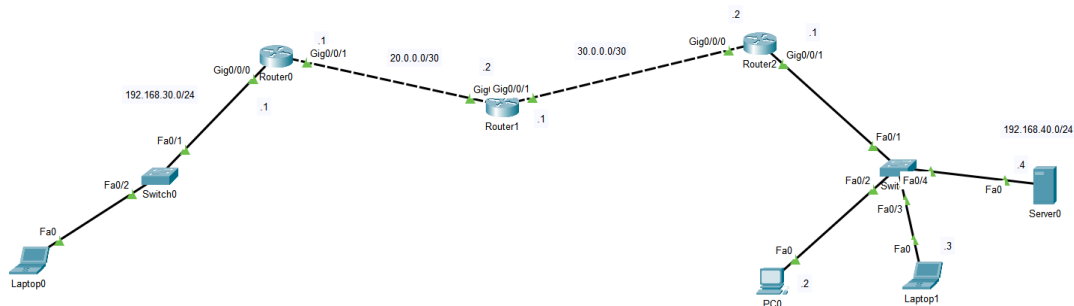 .1
Gig0/0/1
Gig0/0/0
Router0
192.168.30.0/24
.1
Fa0/1
Fa0/2
Switch0
Fa0
Laptop0
20.0.0.0/30
.2
Gig0/0/1
Router1
.1
30.0.0.0/30
.2
Gig0/0/0
Router2
.1
Gig0/0/1
192.168.40.0/24
Fa0/1
Fa0/2
Fa0/4
Fa0/3
.4
Fa0
Server0
Fa0
.2
PC0
Fa0
.3
Laptop1